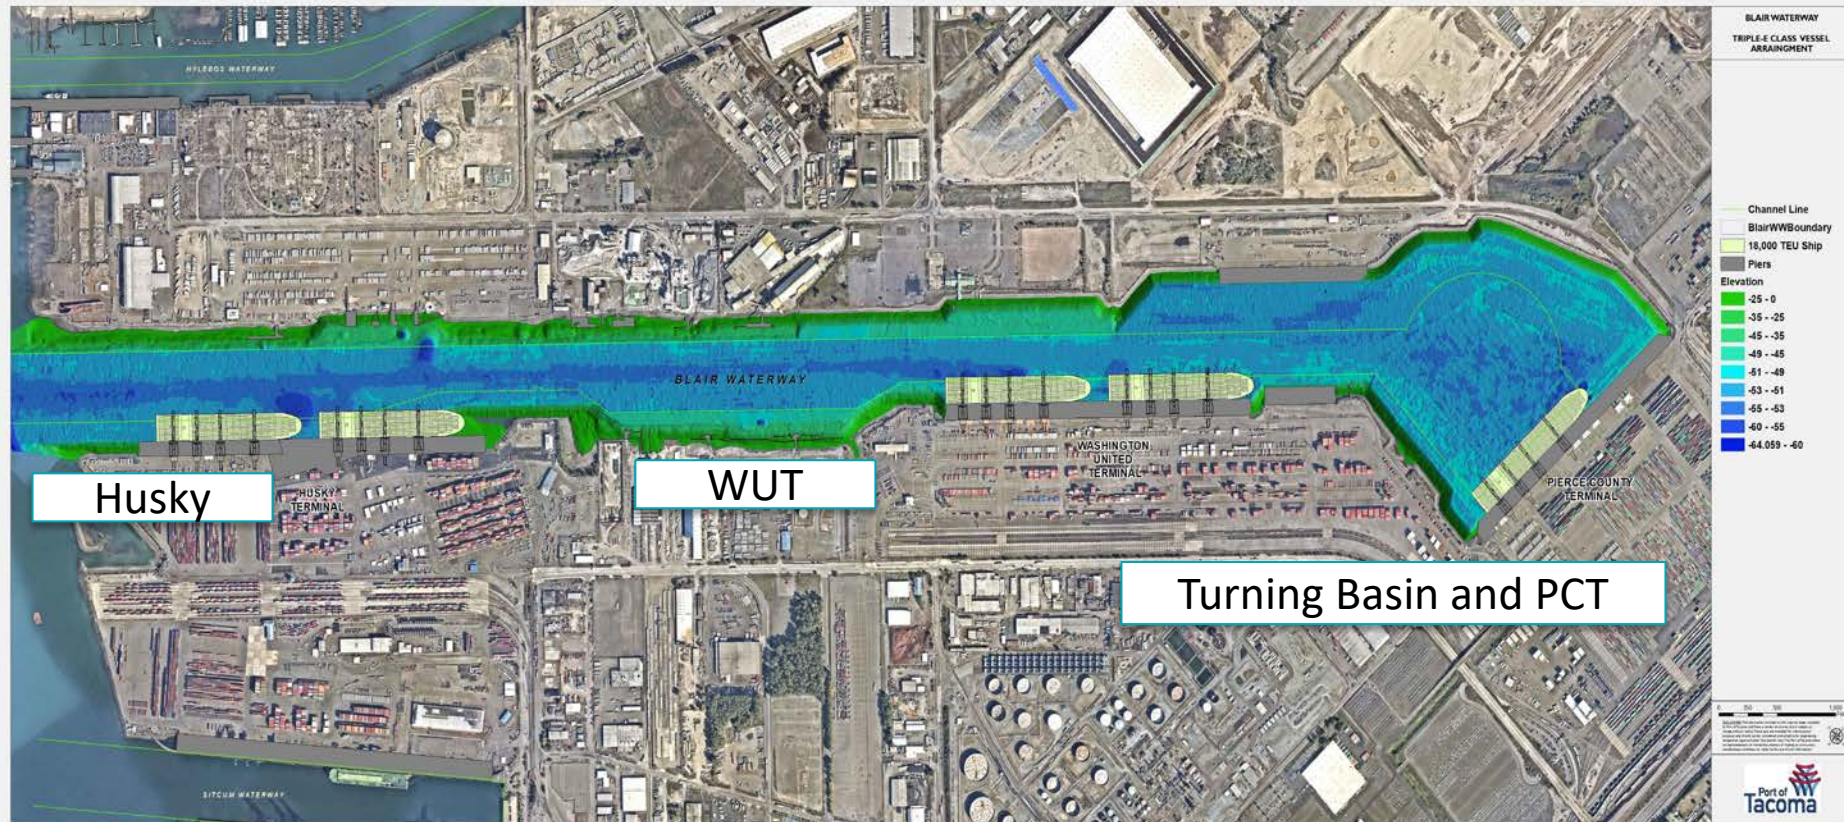 BLAIR WATERWAY
TRIPLE-E CLASS VESSEL
ARRAINGMENT
HYLEBOS WATERWAY
Channel Line
BlairWWBoundary
18,000 TEU Ship
Piers
Elevation
-25 - 0
-35 - -25
-45 - -35
-49 - -45
-51 - -49
-53 - -51
-55 - -53
-60 - -55
-64.059 - -60
BLAIR WATERWAY
Husky
HUSKY
TERMINAL
WUT
WASHINGTON
UNITED
TERMINAL
PIERCE COUNTY
TERMINAL
Turning Basin and PCT
SITCUM WATERWAY
Port of
Tacoma